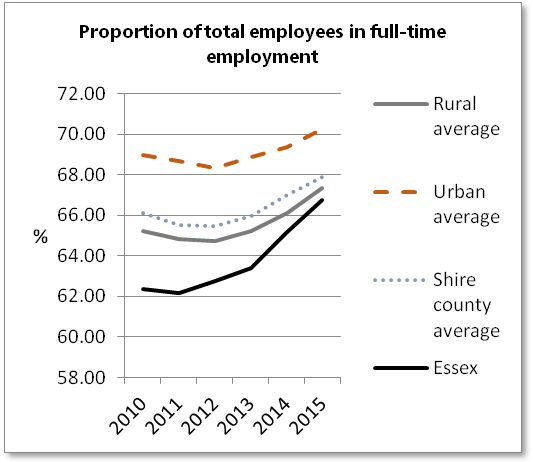 Proportion of total employees in full-time
employment
72.00
70.00
68.00
66.00
64.00
62.00
60.00
58.00
%
2010
2011
2012
2013
2014
2015
Rural
average
Urban
average
Shire
county
average
Essex